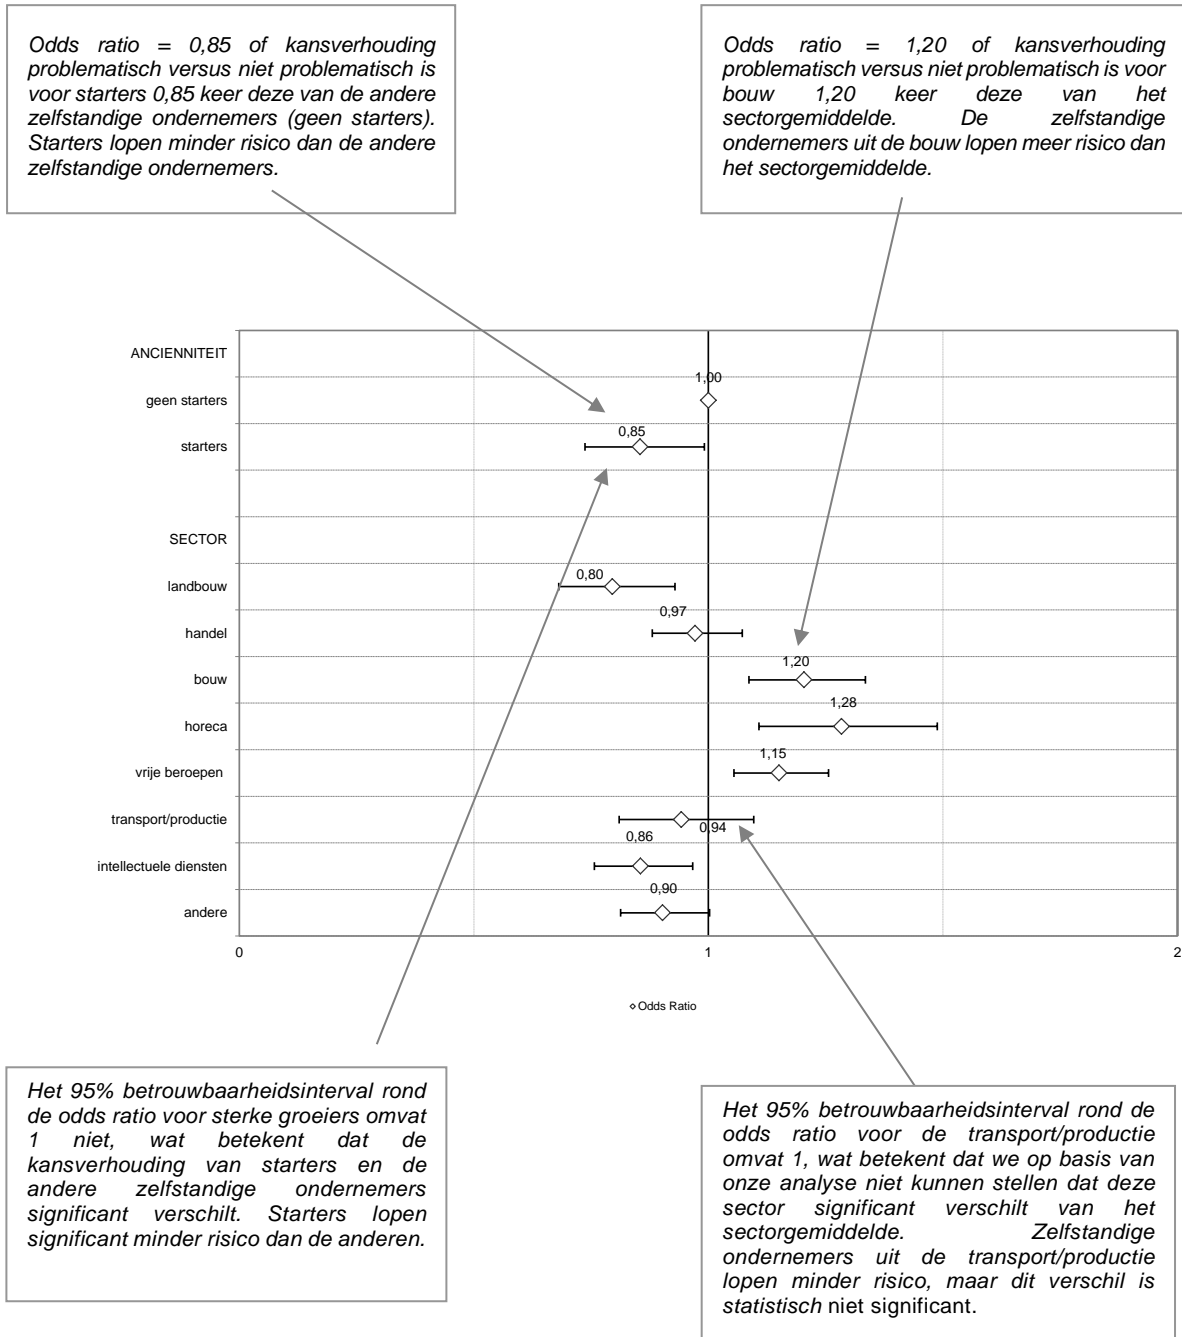 Odds ratio = 0,85 of kansverhouding
problematisch versus niet problematisch is
voor starters 0,85 keer deze van de andere
zelfstandige ondernemers (geen starters).
Starters lopen minder risico dan de andere
zelfstandige ondernemers.
Odds ratio = 1,20 of kansverhouding
problematisch versus niet problematisch is voor
bouw 1,20 keer deze van het
sectorgemiddelde. De zelfstandige
ondernemers uit de bouw lopen meer risico dan
het sectorgemiddelde.
ANCIENNITEIT
1,00
geen starters
0,85
starters
SECTOR
0,80
landbouw
0,97
handel
1,20
bouw
1,28
horeca
1,15
vrije beroepen
transport/productie
0,94
0,86
intellectuele diensten
0,90
andere
0 1 2
Odds Ratio
Het 95% betrouwbaarheidsinterval rond
de odds ratio voor sterke groeiers omvat
1 niet, wat betekent dat de
kansverhouding van starters en de
andere zelfstandige ondernemers
significant verschilt. Starters lopen
significant minder risico dan de anderen.
Het 95% betrouwbaarheidsinterval rond de
odds ratio voor de transport/productie
omvat 1, wat betekent dat we op basis van
onze analyse niet kunnen stellen dat deze
sector significant verschilt van het
sectorgemiddelde. Zelfstandige
ondernemers uit de transport/productie
lopen minder risico, maar dit verschil is
statistisch niet significant.